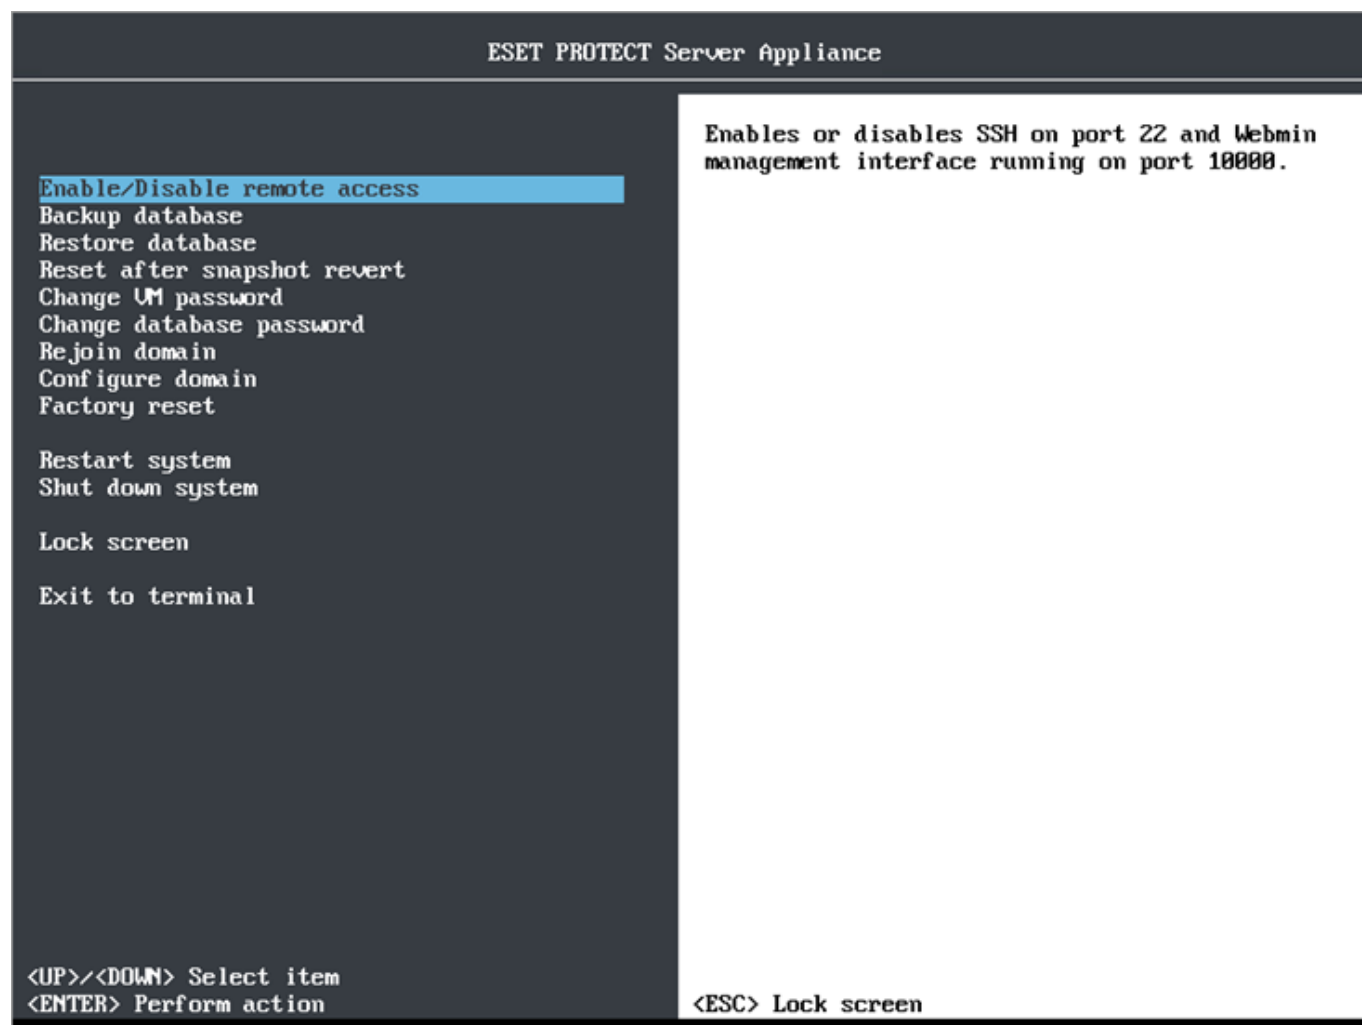 ESET PROTECT Server Appliance
Enable/Disable remote access
Backup database
Restore database
Reset after snapshot revert
Change VM password
Change database password
Rejoin domain
Configure domain
Factory reset
Restart system
Shut down system
Lock screen
Exit to terminal
<UP>/<DOWN> Select item
<ENTER> Perform action
Enables or disables SSH on port 22 and Webmin
management interface running on port 10000.
<ESC> Lock screen